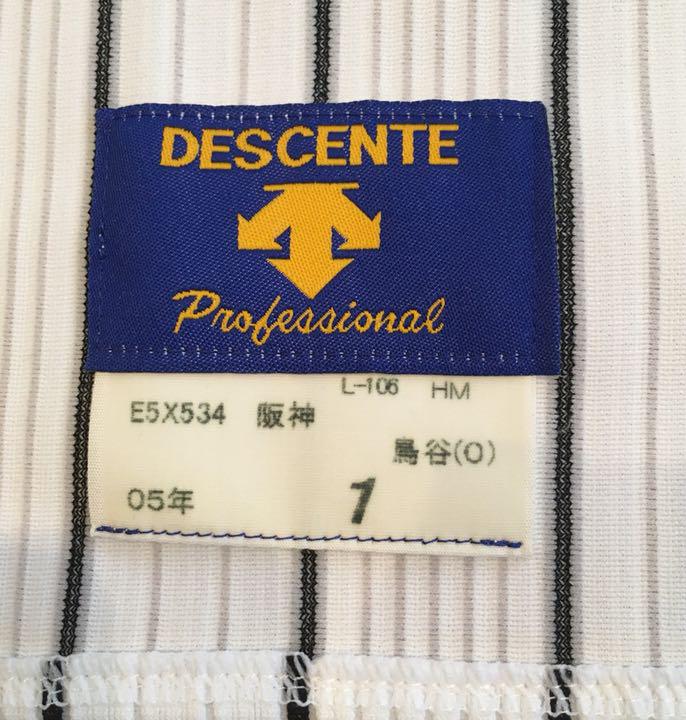 DESCENTE
Professional
L-106 HM
E5X534 阪神
鳥谷(O)
05年 1